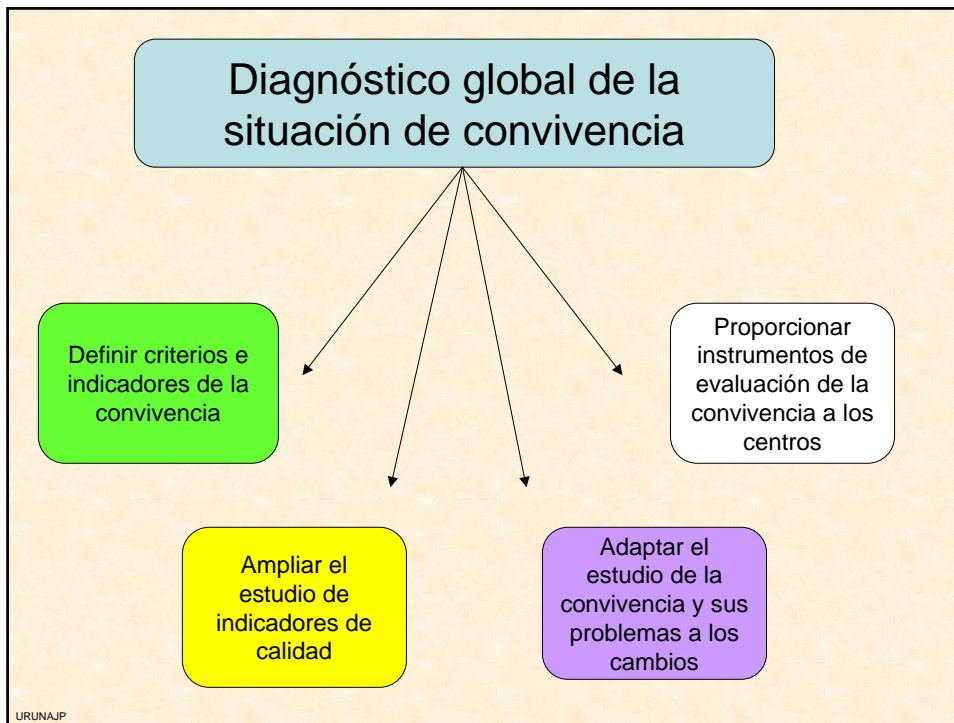 Diagnóstico global de la
situación de convivencia
Definir criterios e
indicadores de la
convivencia
Ampliar el
estudio de
indicadores de
calidad
Adaptar el
estudio de la
convivencia y sus
problemas a los
cambios
Proporcionar
instrumentos de
evaluación de la
convivencia a los
centros
URUNAJP